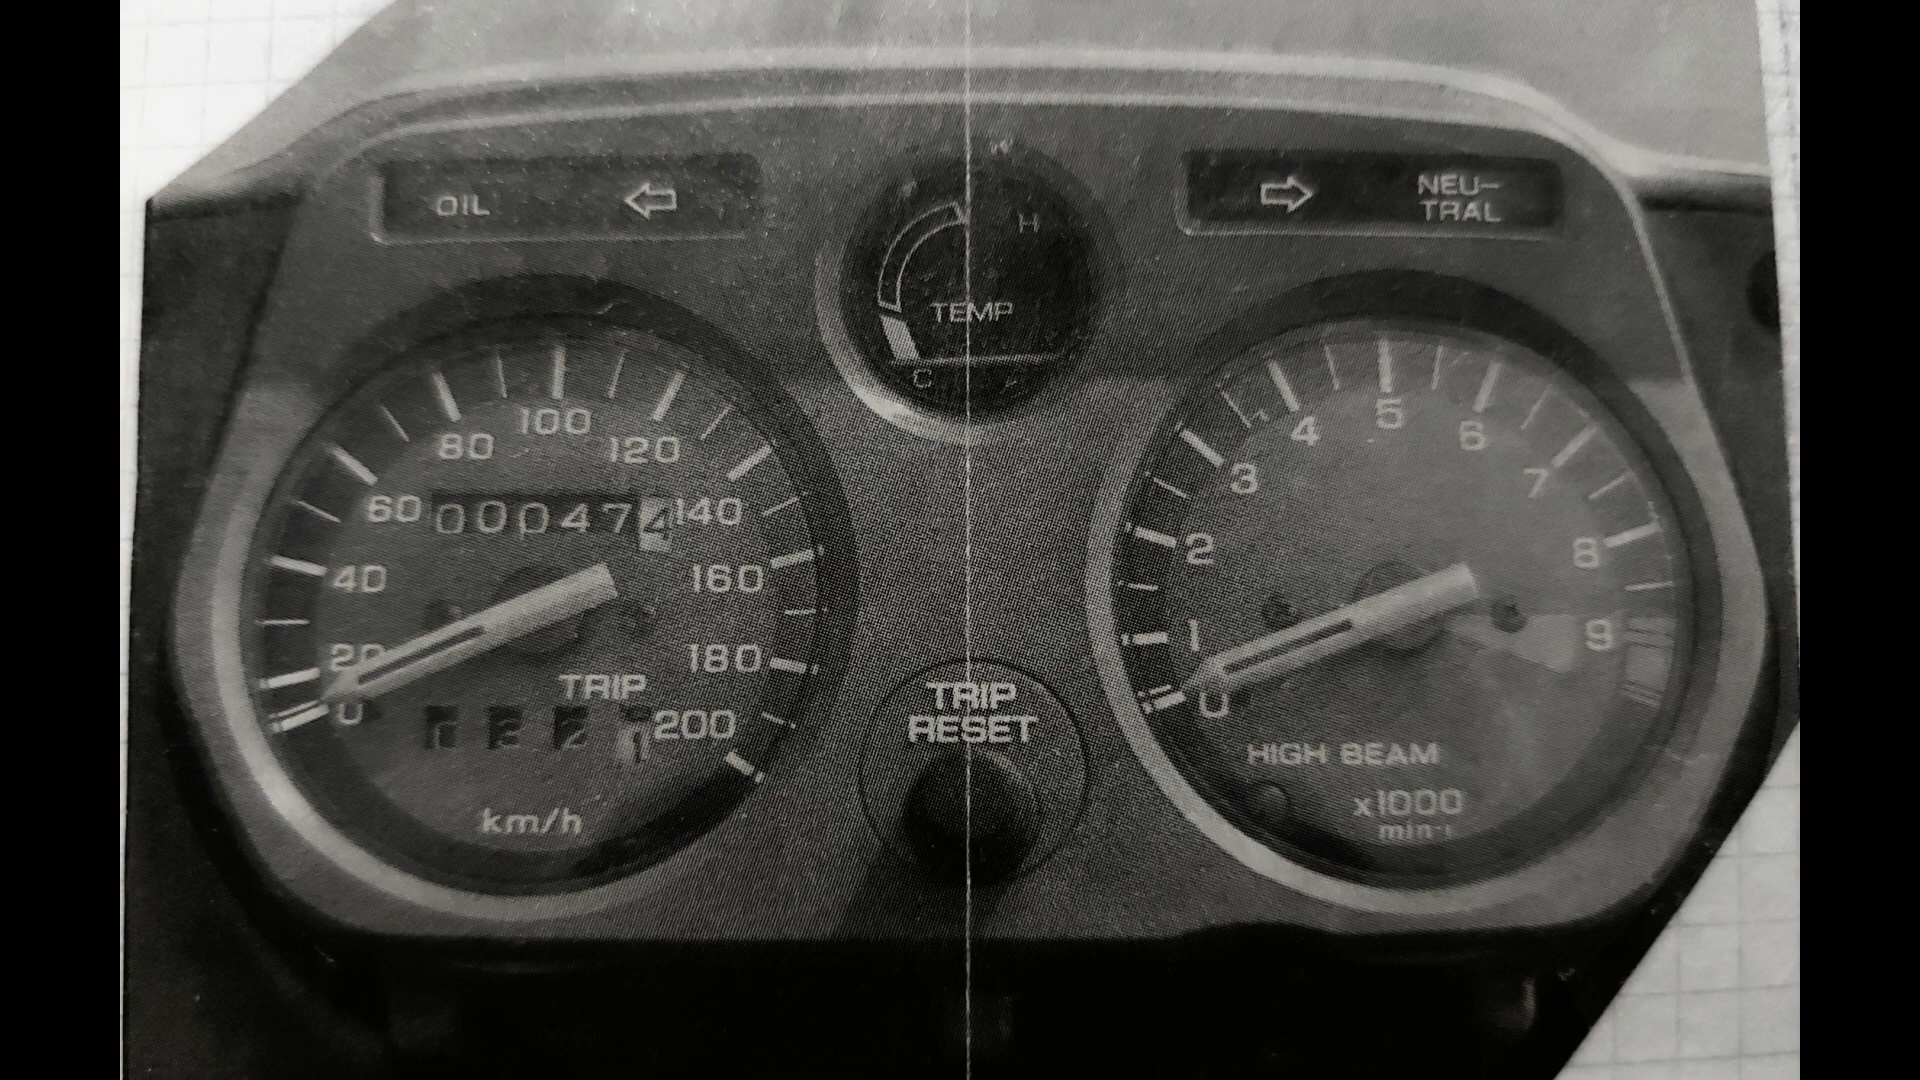 OIL
NEU-
TRAL
H
TEMP
C
0
20
40
60
80
100
120
140
160
180
200
000474
TRIP
km/h
TRIP
RESET
0
1
2
3
4
5
6
7
8
9
HIGH BEAM
x1000
min-1